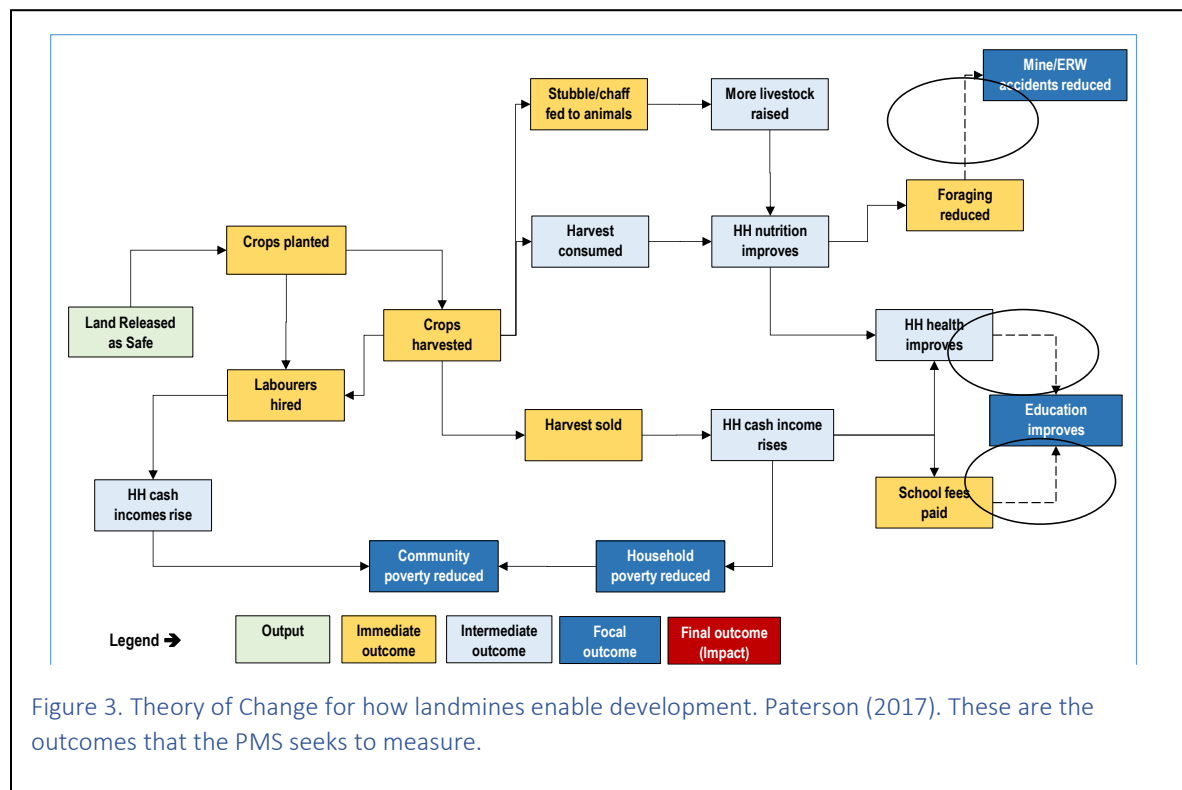 Mine/ERW
accidents reduced
Stubble/chaff
fed to animals
More livestock
raised
Foraging
reduced
Crops planted
Harvest
consumed
HH nutrition
improves
Land Released
as Safe
Crops
harvested
HH health
improves
Labourers
hired
Harvest sold
HH cash income
rises
Education
improves
School fees
paid
HH cash
incomes rise
Community
poverty reduced
Household
poverty reduced
Legend ➔
Output
Immediate
outcome
Intermediate
outcome
Focal
outcome
Final outcome
(Impact)
Figure 3. Theory of Change for how landmines enable development. Paterson (2017). These are the
outcomes that the PMS seeks to measure.